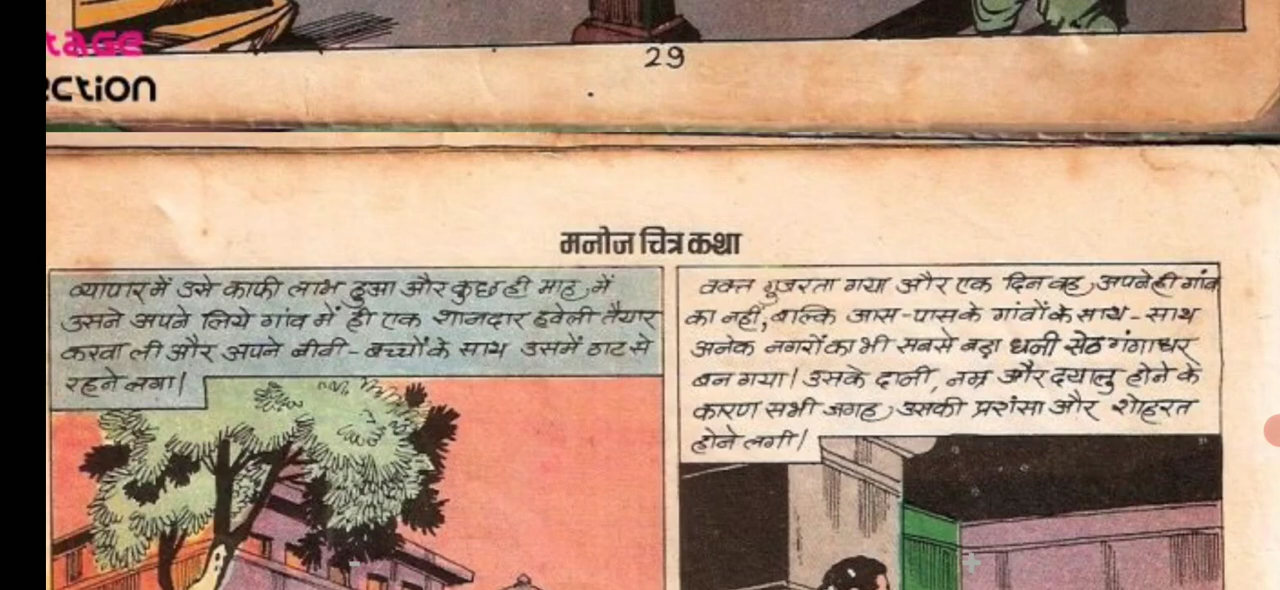 tage
ection
29
मनोज चित्र कथा
व्यापार में उसे काफी लाभ हुआ और कुछ ही माह में
उसने अपने लिये गांव में ही एक शानदार हवेली तैयार
करवा ली और अपने बीवी-बच्चों के साथ उसमें ठाट से
रहने लगा।
वक्त गुजरता गया और एक दिन वह अपने ही गांव
का नहीं, बाल्कि आस-पास के गांवों के साथ-साथ
अनेक नगरों का भी सबसे बड़ा धनी सेठ गंगाधर
बन गया। उसके दानी, नम्र और दयालु होने के
कारण सभी जगह उसकी प्रशंसा और शोहरत
होने लगी।